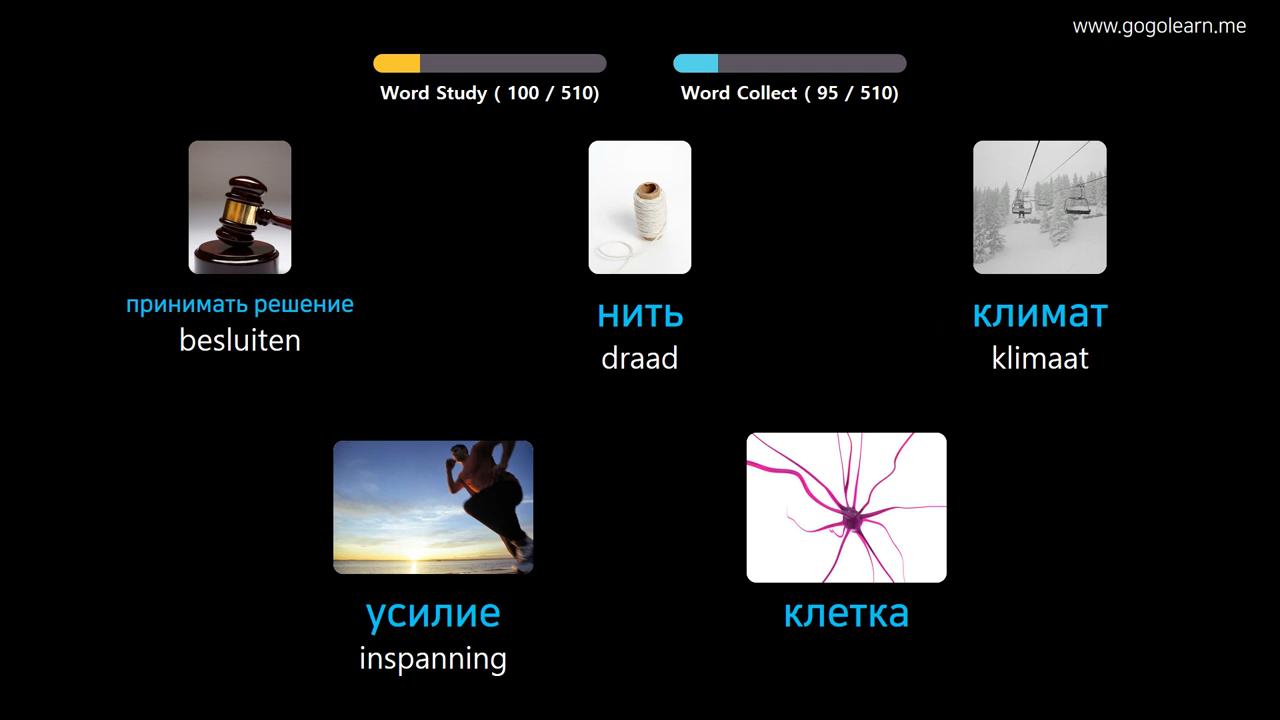 www.gogolearn.me
Word Study ( 100 / 510)
Word Collect ( 95 / 510)
принимать решение
besluiten
нить
draad
климат
klimaat
усилие
inspanning
клетка